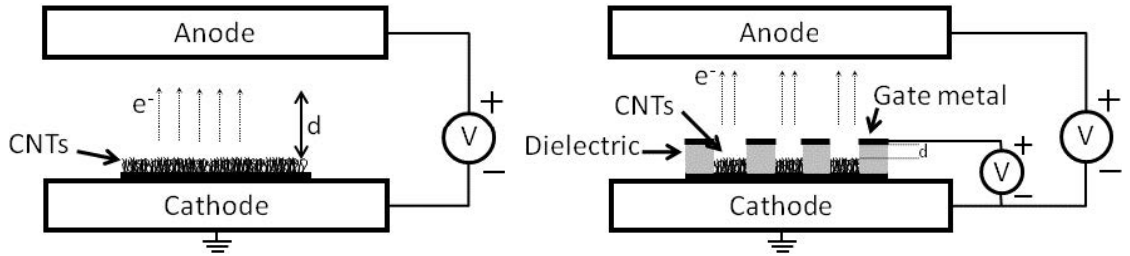 Anode
e-
CNTs
d
V
+
−
Cathode
Anode
e-
CNTs
Gate metal
Dielectric
d
V
+
−
V
+
−
Cathode